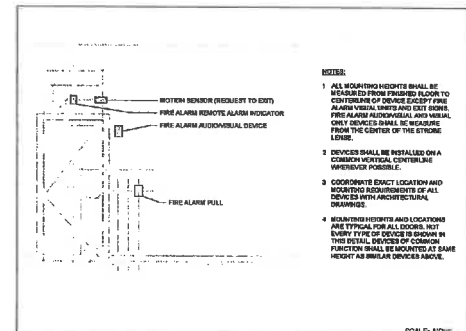 MOTION SENSOR (REQUEST TO EXIT)
FIRE ALARM REMOTE ALARM INDICATOR
FIRE ALARM AUDIO/VISUAL DEVICE
FIRE ALARM PULL
NOTES:
1 ALL MOUNTING HEIGHTS SHALL BE
MEASURED FROM FINISHED FLOOR TO
CENTERLINE OF DEVICE EXCEPT FIRE
ALARM VISUAL UNITS AND EXIT SIGNS.
FIRE ALARM AUDIO/VISUAL AND VISUAL
ONLY DEVICES SHALL BE MEASURE
FROM THE CENTER OF THE STROBE
LENSE.
2 DEVICES SHALL BE INSTALLED ON A
COMMON VERTICAL CENTERLINE
WHEREVER POSSIBLE.
3 COORDINATE EXACT LOCATION AND
MOUNTING REQUIREMENTS OF ALL
DEVICES WITH ARCHITECTURAL
DRAWINGS.
4 MOUNTING HEIGHTS AND LOCATIONS
ARE TYPICAL FOR ALL DOORS. NOT
EVERY TYPE OF DEVICE IS SHOWN IN
THIS DETAIL. DEVICES OF COMMON
FUNCTION SHALL BE MOUNTED AT SAME
HEIGHT AS SIMILAR DEVICES ABOVE.
SCALE: